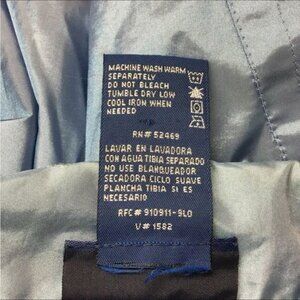 MACHINE WASH WARM
SEPARATELY
DO NOT BLEACH
TUMBLE DRY LOW
COOL IRON WHEN
NEEDED
RN# 52469
LAVAR EN LAVADORA
CON AGUA TIBIA SEPARADO
NO USE BLANQUEADOR
SECADORA CICLO SUAVE
PLANCHA TIBIA SI ES
NECESARIO
RFC# 910911-9L0
V# 1582